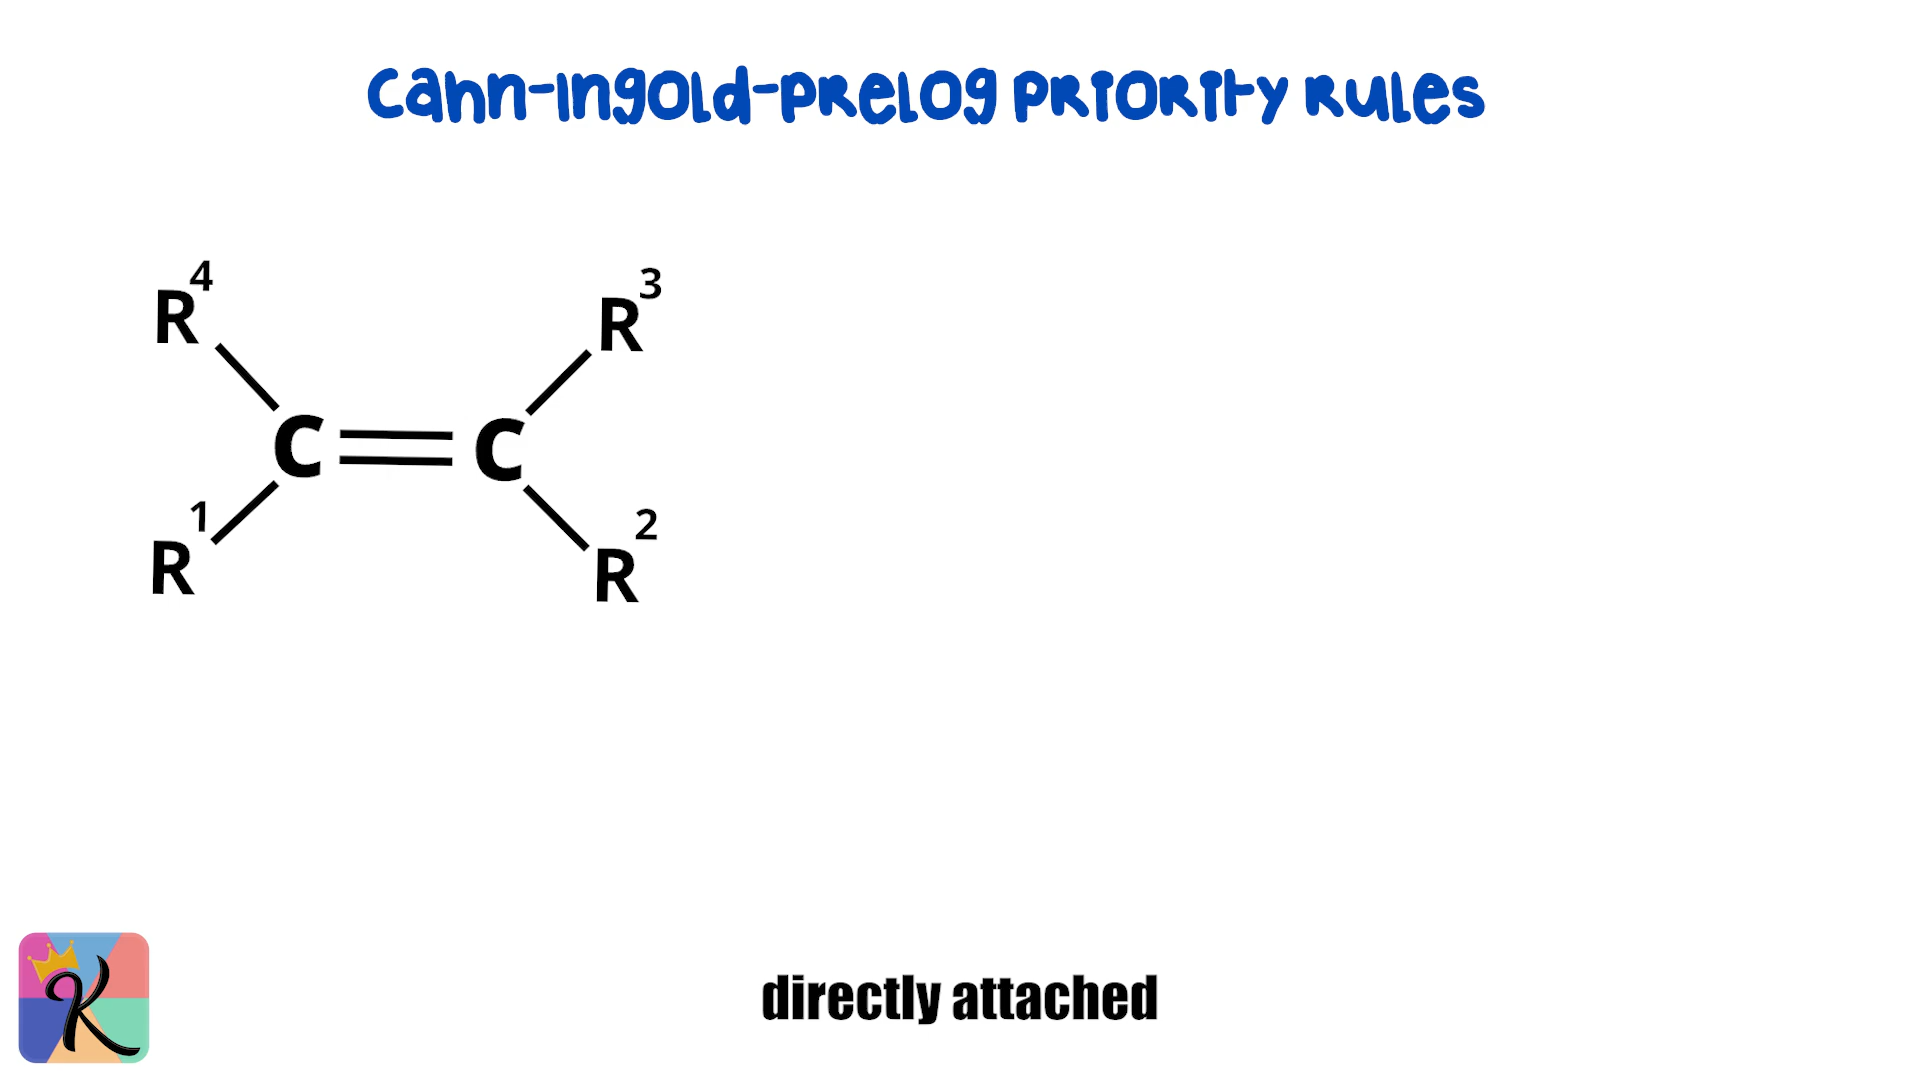 Cahn-Ingold-Prelog Priority Rules
R4 R3
C=C
R1 R2
K
directly attached